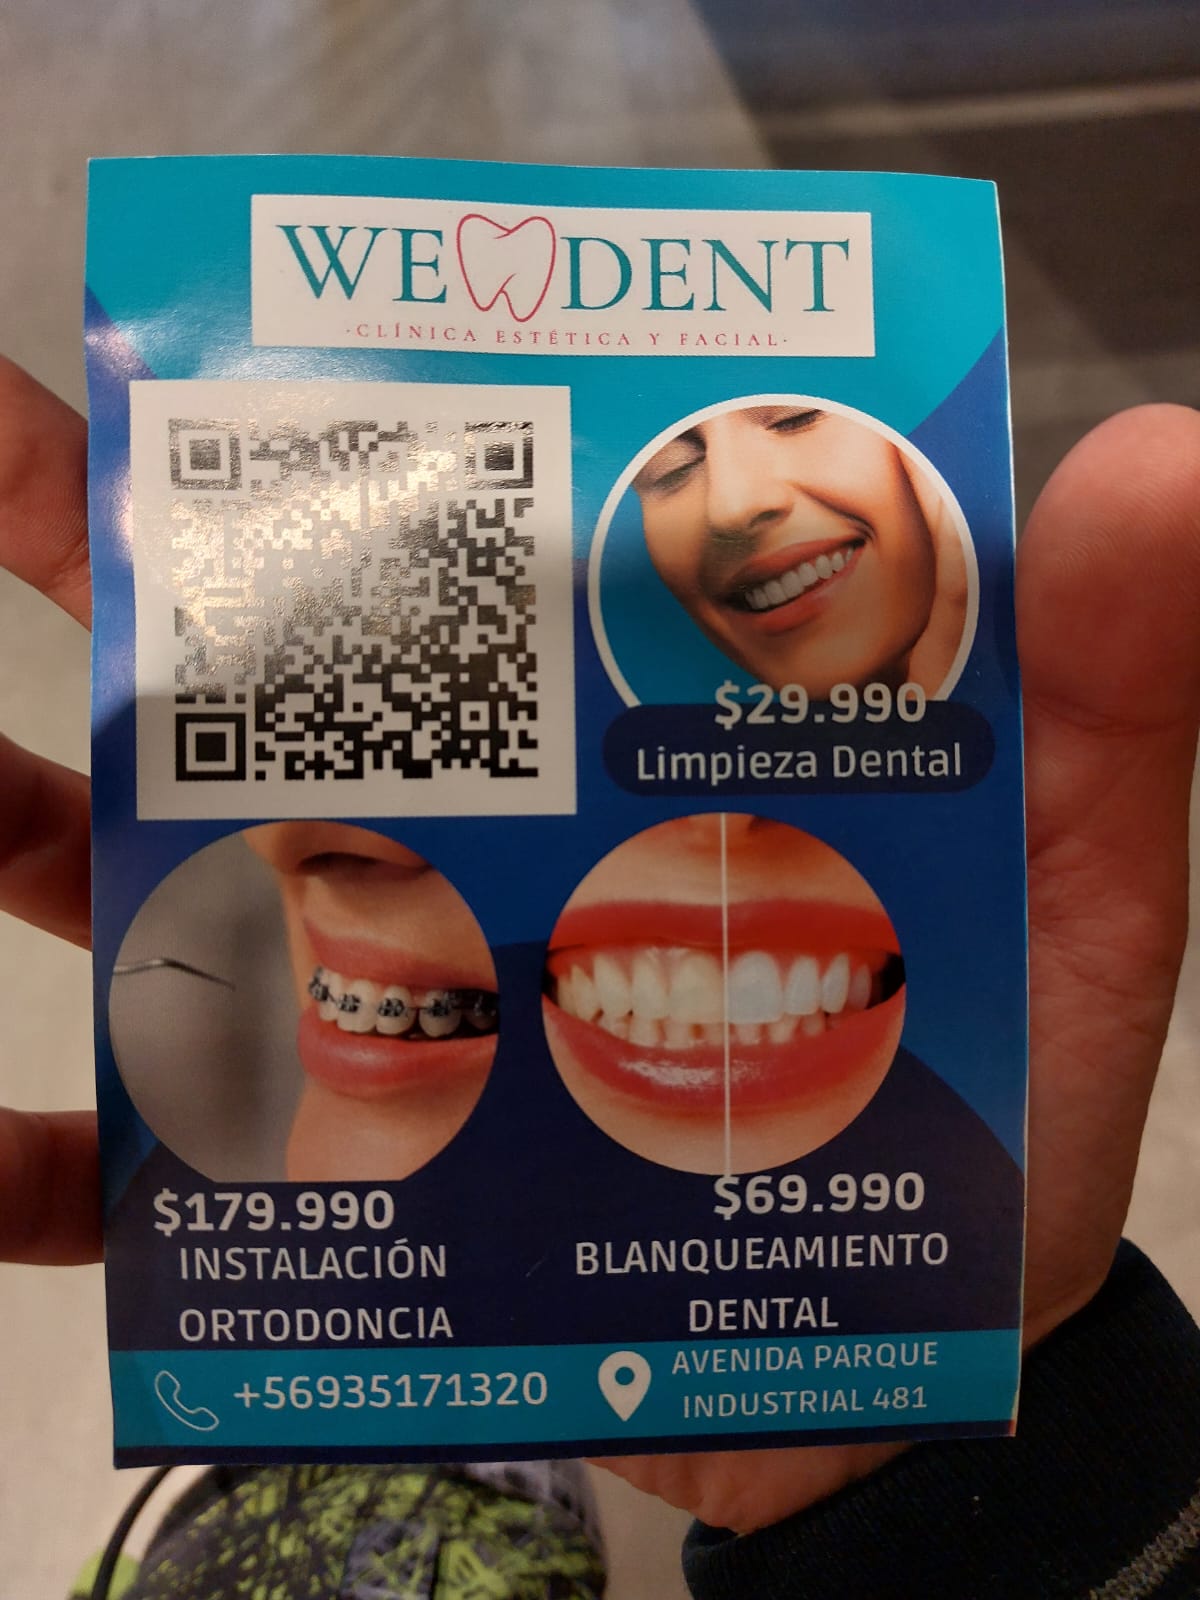 WE DENT
·CLÍNICA ESTÉTICA Y FACIAL·
$29.990
Limpieza Dental
$179.990
INSTALACIÓN
ORTODONCIA
$69.990
BLANQUEAMIENTO
DENTAL
+56935171320
AVENIDA PARQUE
INDUSTRIAL 481